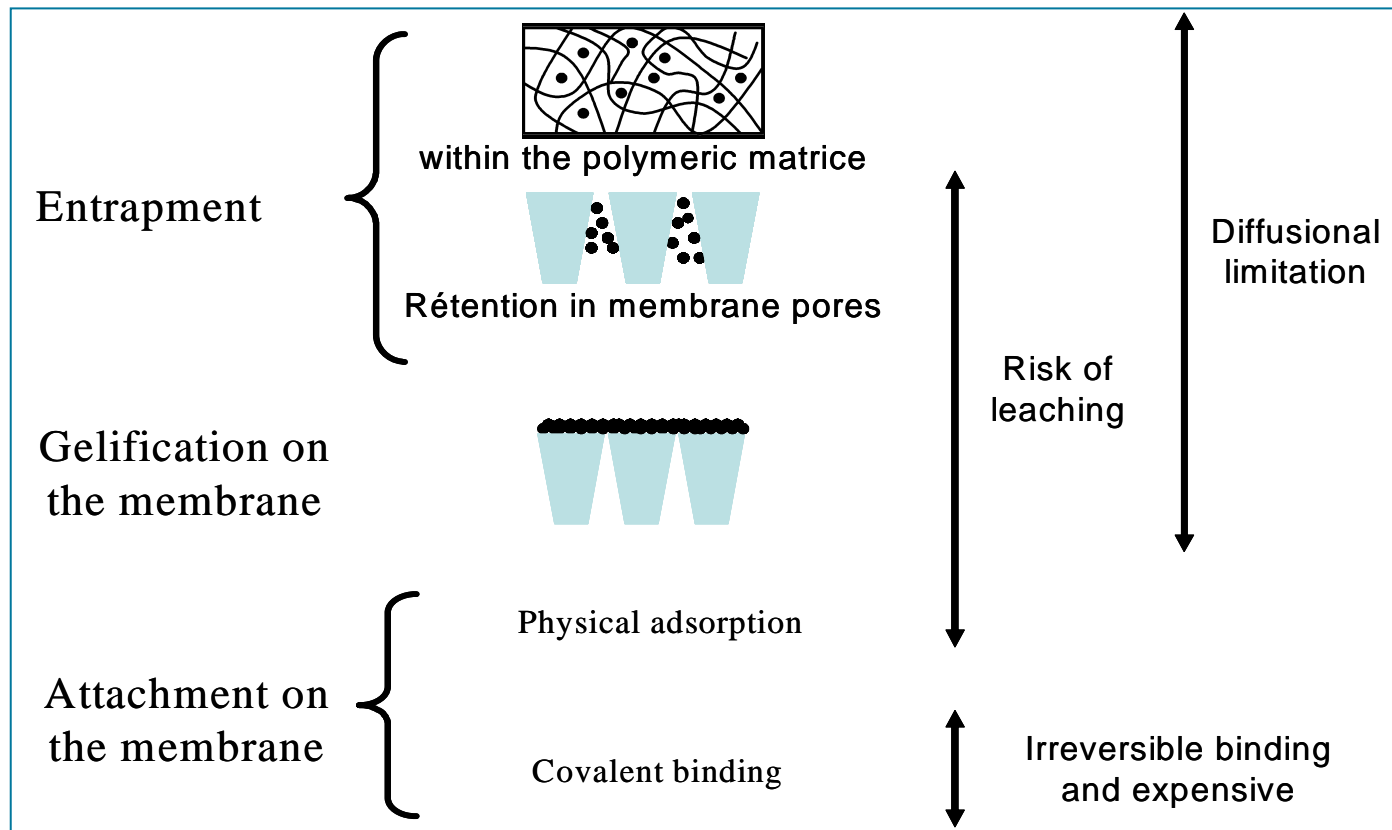 within the polymeric matrice
Entrapment
Rétention in membrane pores
Diffusional
limitation
Risk of
leaching
Gelification on
the membrane
Physical adsorption
Attachment on
the membrane
Covalent binding
Irreversible binding
and expensive